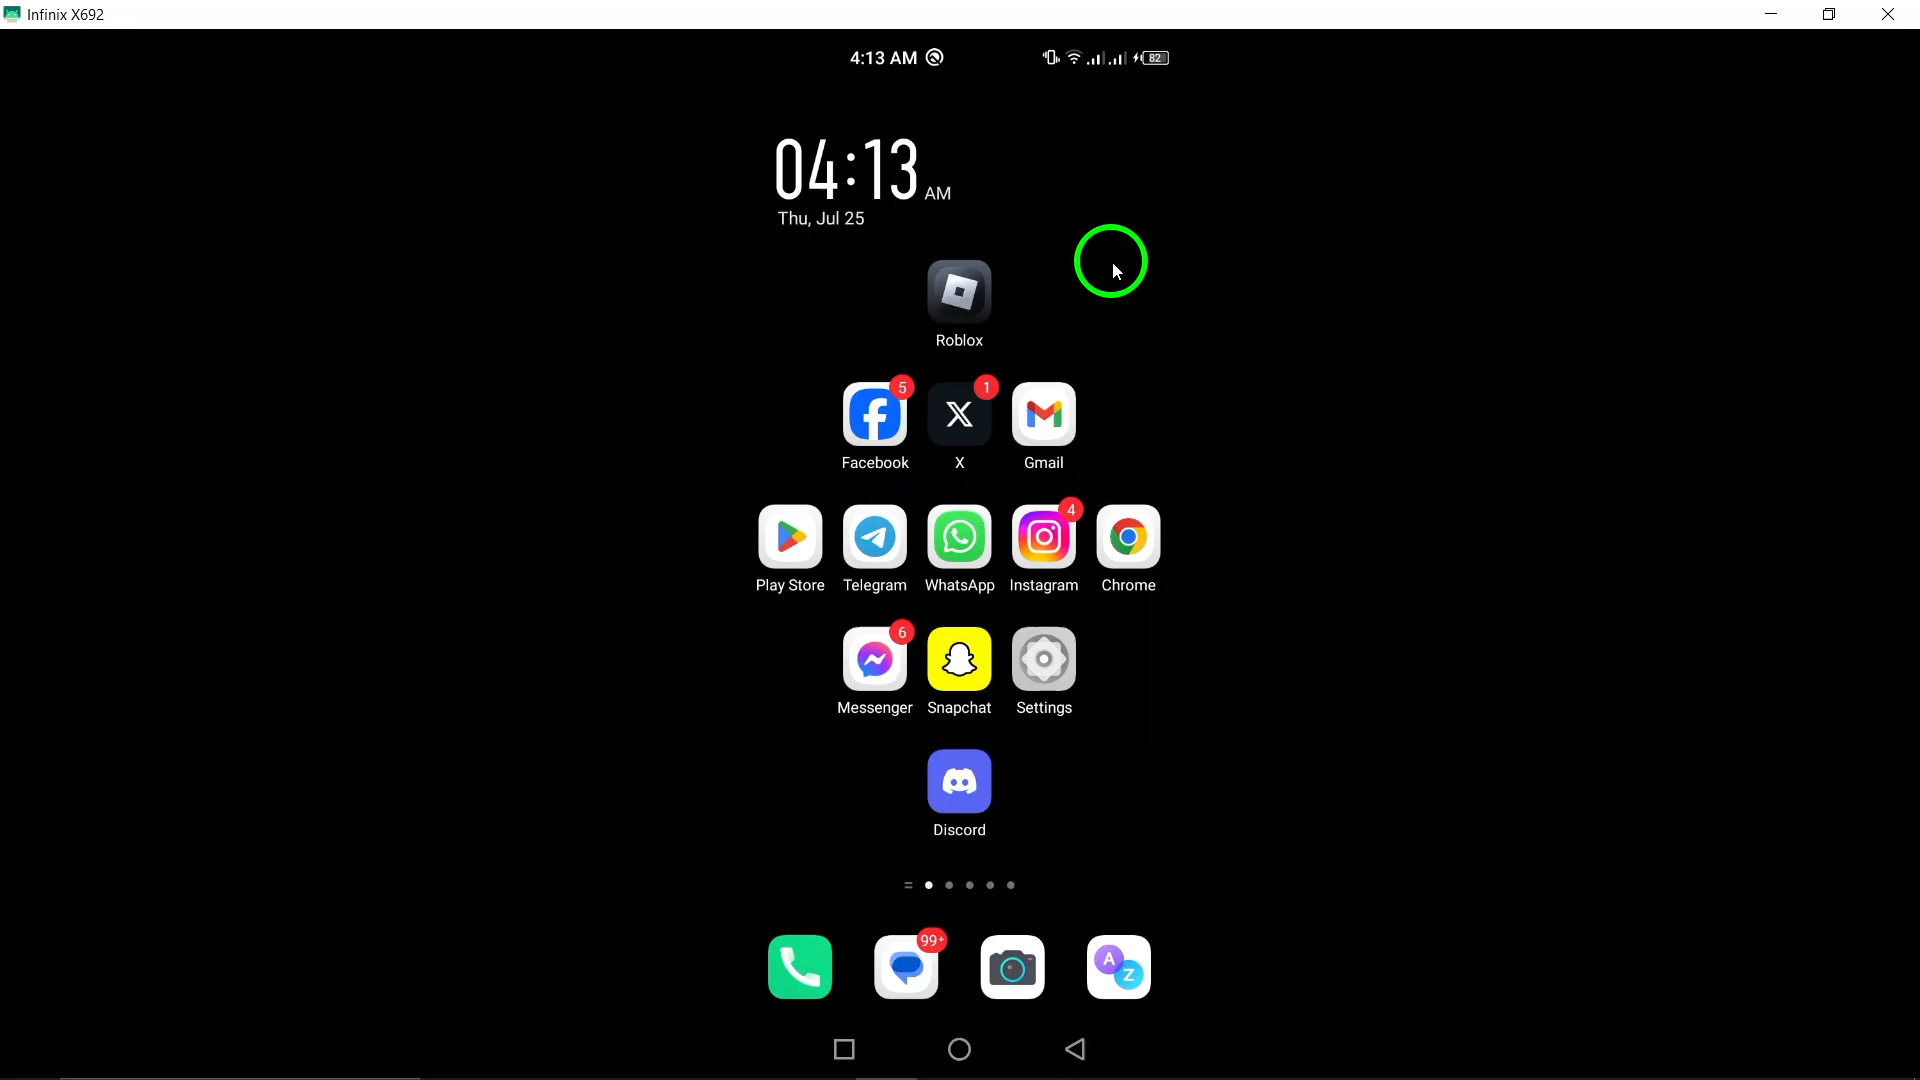 Infinix X692
4:13 AM
82
04:13 AM
Thu, Jul 25
Roblox
5
1
Facebook
X
Gmail
4
Play Store
Telegram
WhatsApp
Instagram
Chrome
6
Messenger
Snapchat
Settings
Discord
99+
A
Z